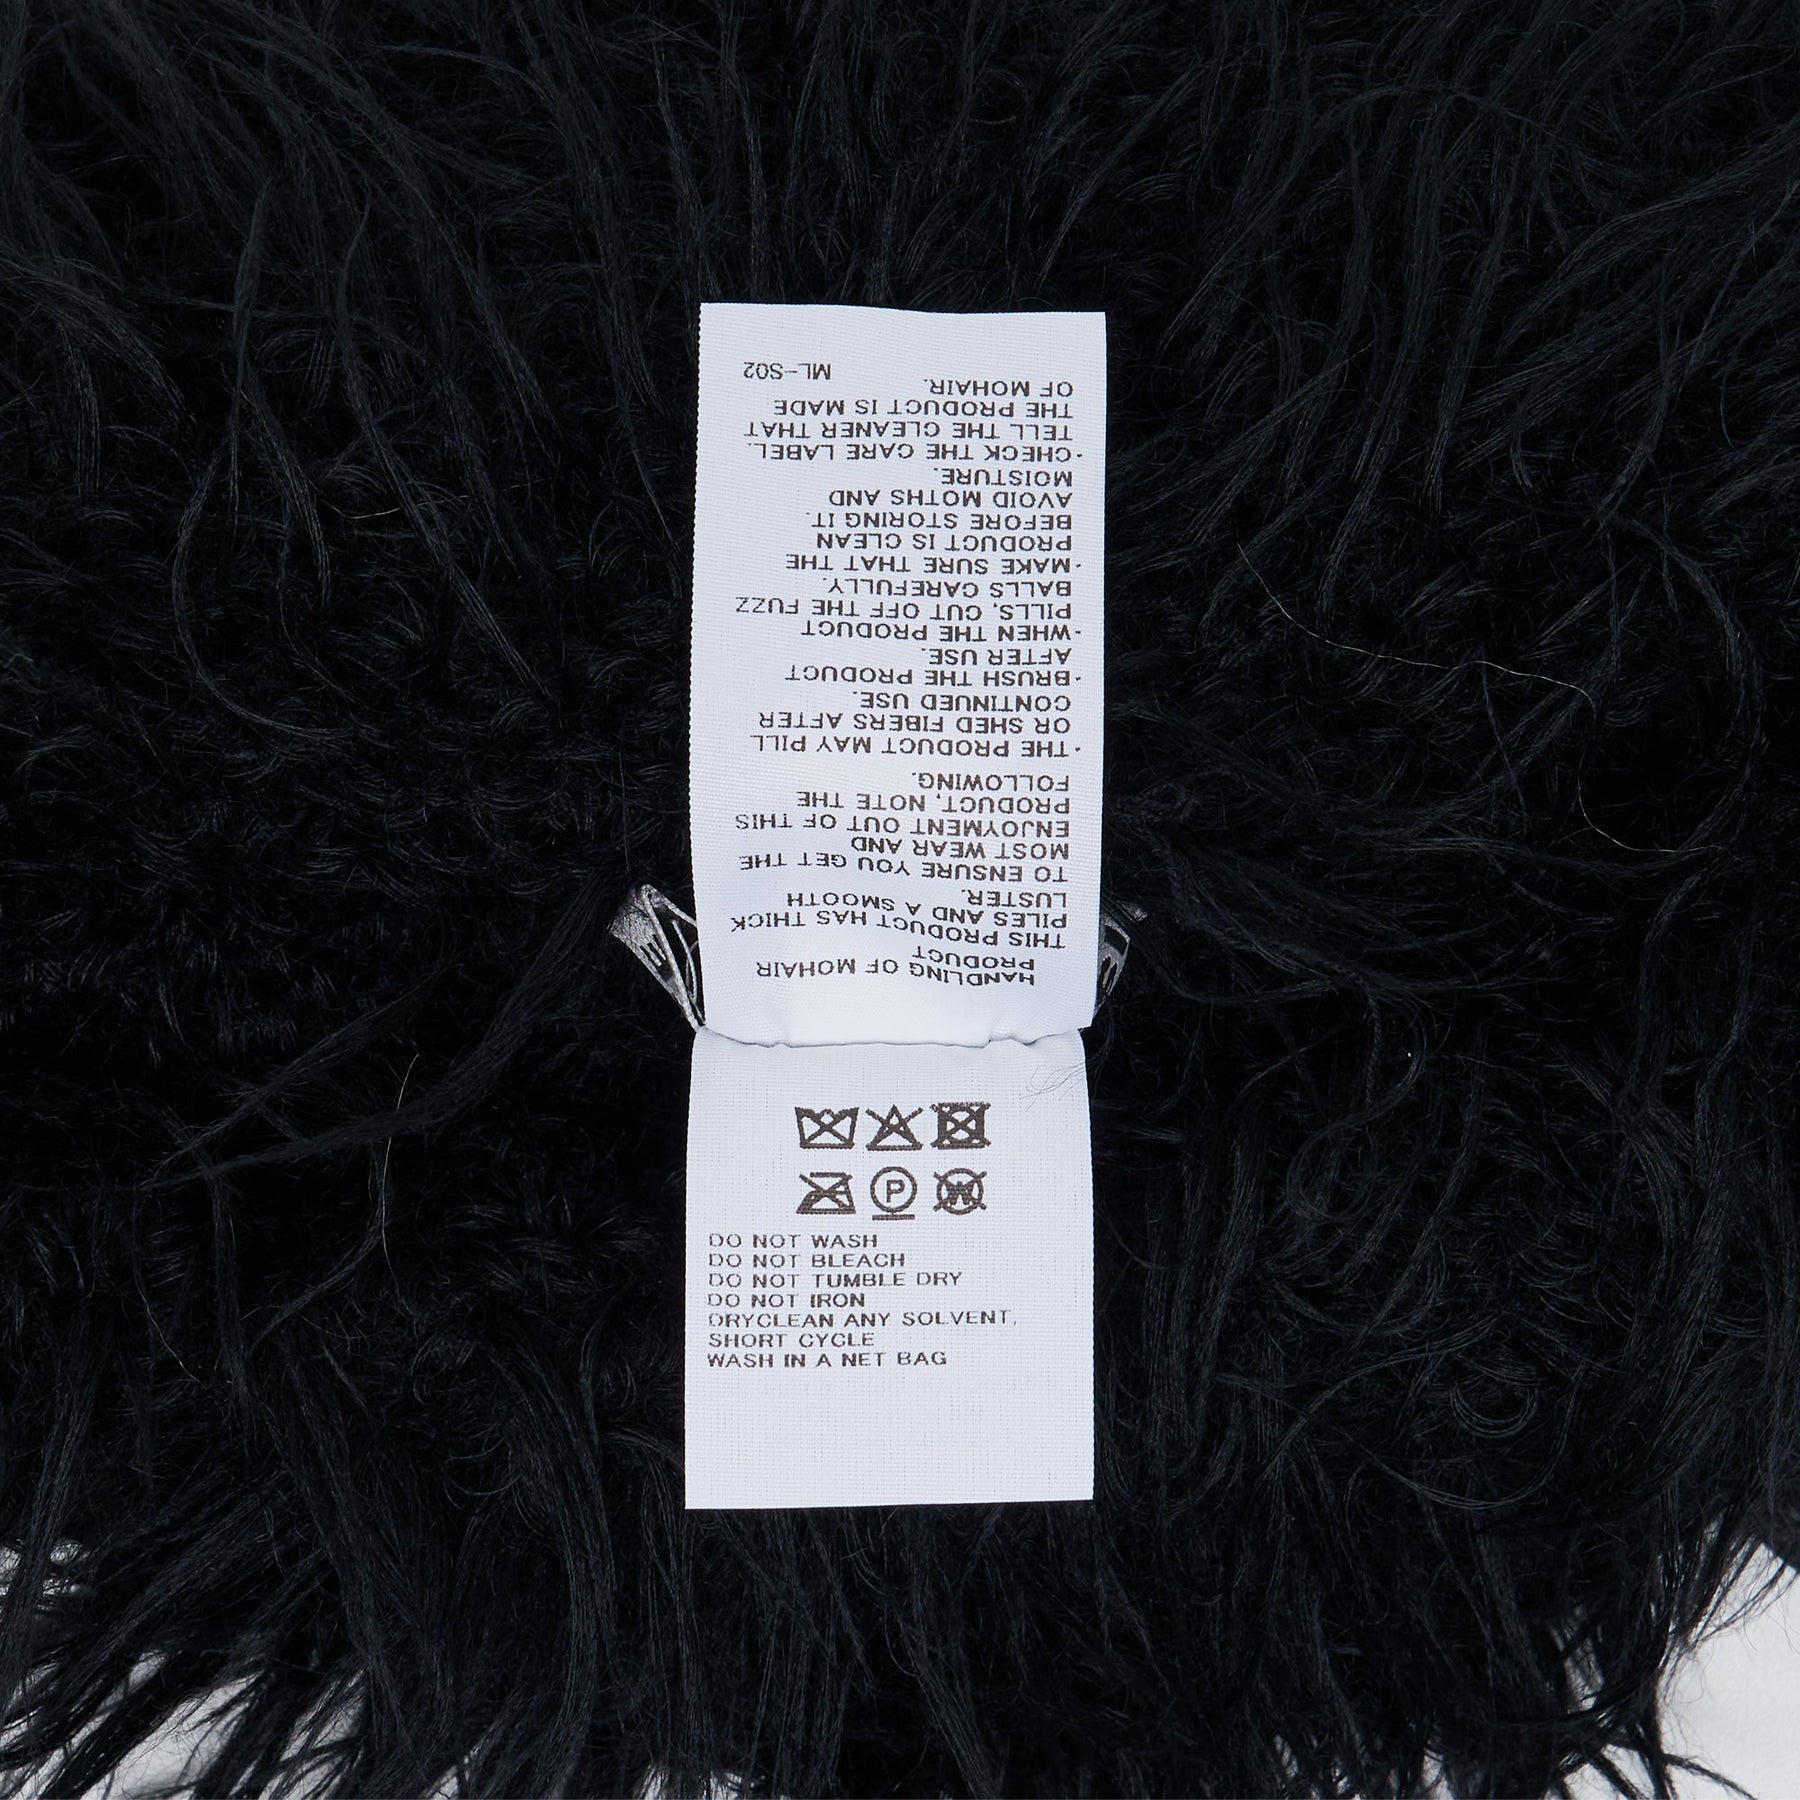 HANDLING OF MOHAIR
PRODUCT
THIS PRODUCT HAS THICK
PILES AND A SMOOTH
LUSTER.
TO ENSURE YOU GET THE
MOST WEAR AND
ENJOYMENT OUT OF THIS
PRODUCT, NOTE THE
FOLLOWING.
·THE PRODUCT MAY PILL
OR SHED FIBERS AFTER
CONTINUED USE.
·BRUSH THE PRODUCT
AFTER USE.
·WHEN THE PRODUCT
PILLS, CUT OFF THE FUZZ
BALLS CAREFULLY.
·MAKE SURE THAT THE
PRODUCT IS CLEAN
BEFORE STORING IT.
AVOID MOTHS AND
MOISTURE.
·CHECK THE CARE LABEL.
TELL THE CLEANER THAT
THE PRODUCT IS MADE
OF MOHAIR.
ML-S02
P
W
DO NOT WASH
DO NOT BLEACH
DO NOT TUMBLE DRY
DO NOT IRON
DRYCLEAN ANY SOLVENT,
SHORT CYCLE
WASH IN A NET BAG